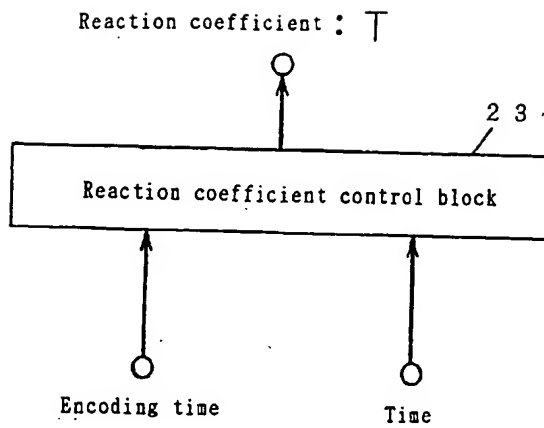 Reaction coefficient : T
2 3
Reaction coefficient control block
Encoding time
Time